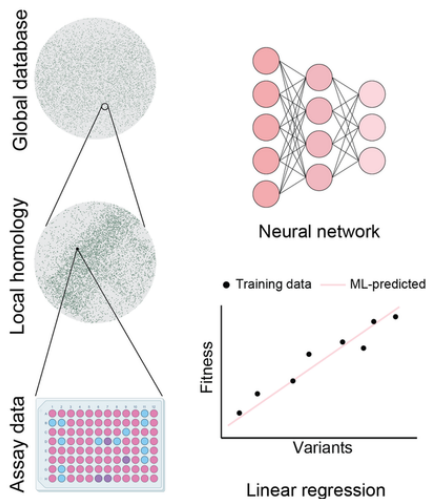 Global database
Local homology
Assay data
Neural network
Training data
ML-predicted
Fitness
Variants
Linear regression